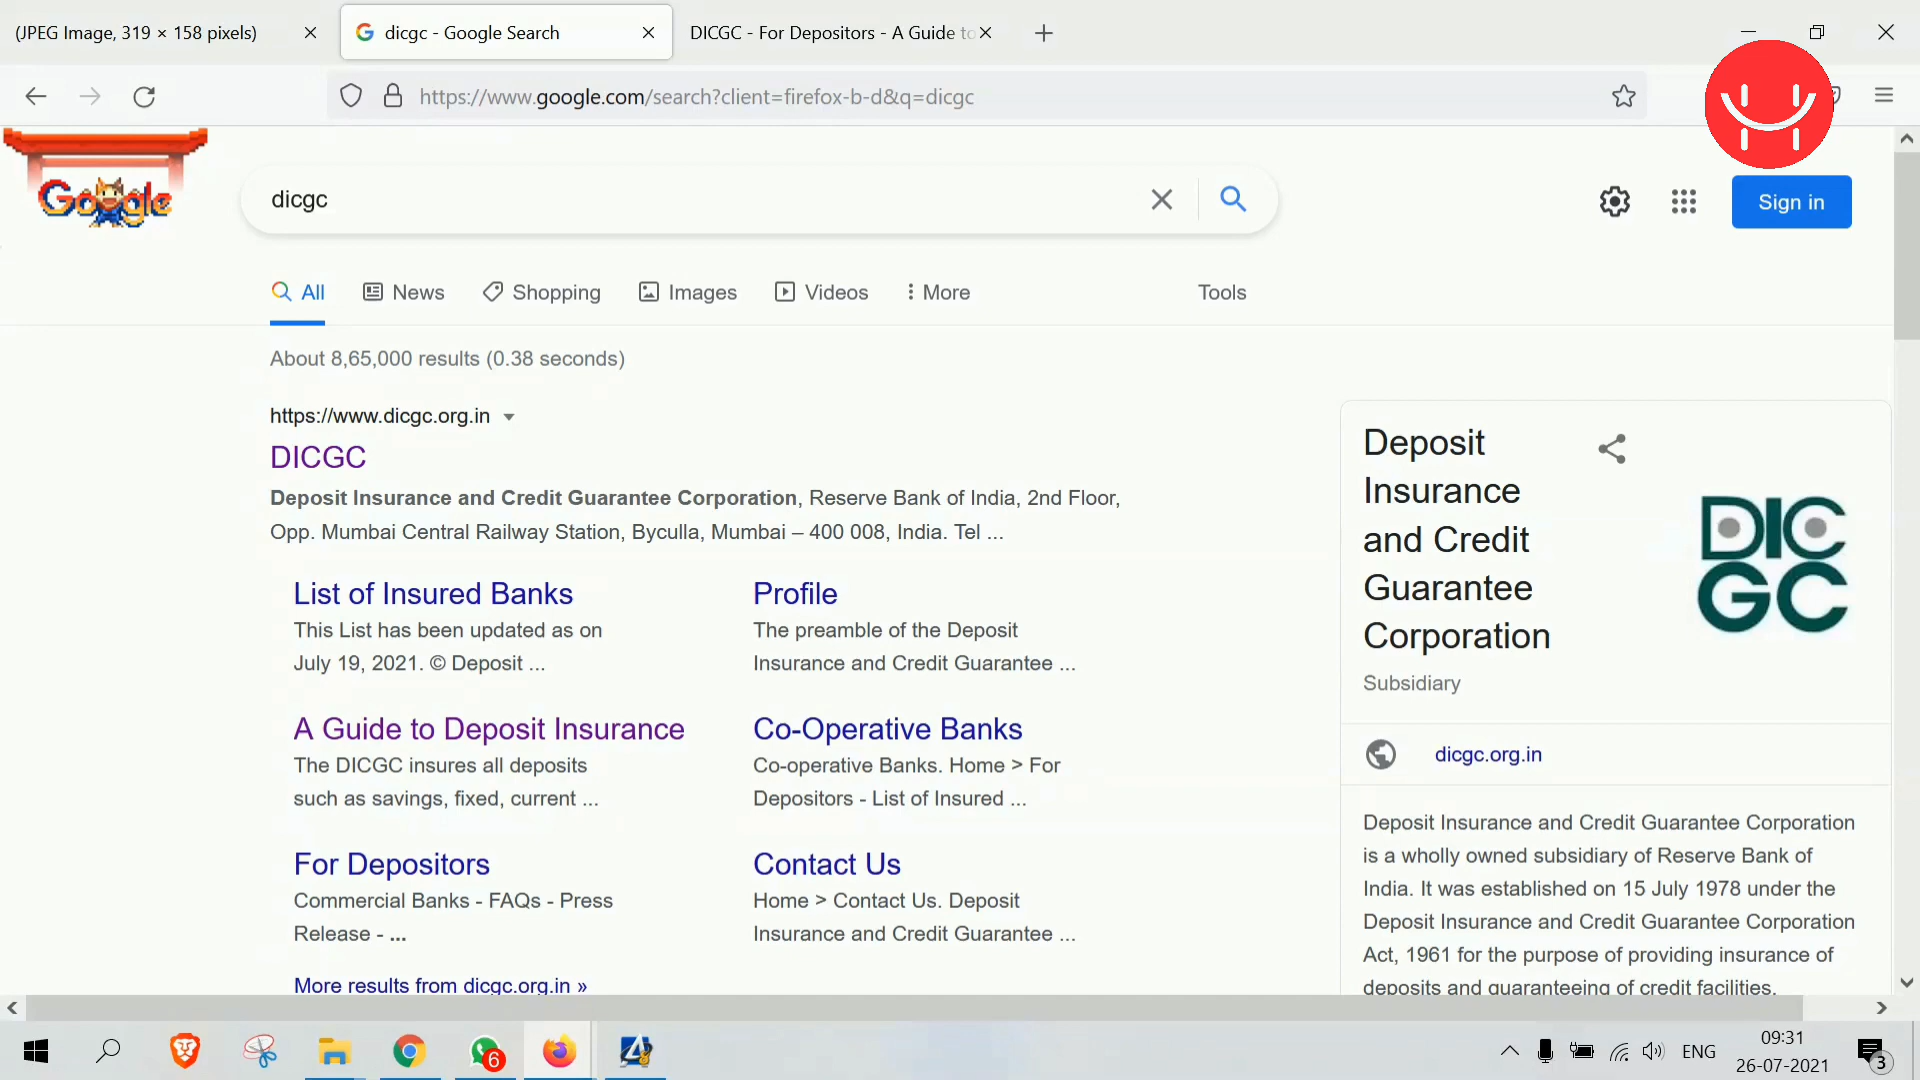 (JPEG Image, 319 × 158 pixels)
dicgc - Google Search
DICGC - For Depositors - A Guide to
https://www.google.com/search?client=firefox-b-d&q=dicgc
Google
dicgc
Sign in
All
News
Shopping
Images
Videos
More
Tools
About 8,65,000 results (0.38 seconds)
https://www.dicgc.org.in
DICGC
Deposit Insurance and Credit Guarantee Corporation, Reserve Bank of India, 2nd Floor,
Opp. Mumbai Central Railway Station, Byculla, Mumbai – 400 008, India. Tel ...
List of Insured Banks
This List has been updated as on
July 19, 2021. © Deposit ...
Profile
The preamble of the Deposit
Insurance and Credit Guarantee ...
A Guide to Deposit Insurance
The DICGC insures all deposits
such as savings, fixed, current ...
Co-Operative Banks
Co-operative Banks. Home > For
Depositors - List of Insured ...
For Depositors
Commercial Banks - FAQs - Press
Release - ...
Contact Us
Home > Contact Us. Deposit
Insurance and Credit Guarantee ...
More results from dicgc.org.in »
Deposit
Insurance
and Credit
Guarantee
Corporation
Subsidiary
DIC
GC
dicgc.org.in
Deposit Insurance and Credit Guarantee Corporation
is a wholly owned subsidiary of Reserve Bank of
India. It was established on 15 July 1978 under the
Deposit Insurance and Credit Guarantee Corporation
Act, 1961 for the purpose of providing insurance of
deposits and guaranteeing of credit facilities.
6
ENG
09:31
26-07-2021
3